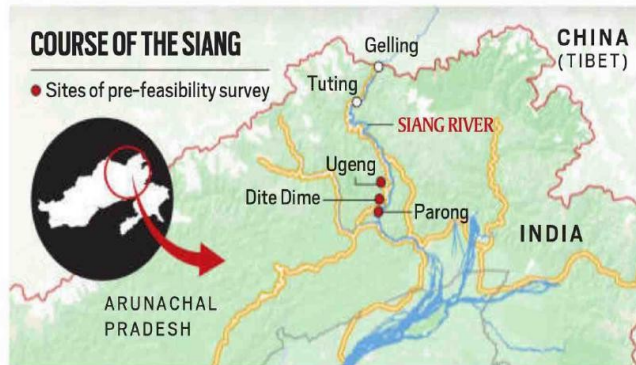 COURSE OF THE SIANG
Sites of pre-feasibility survey
Gelling
CHINA
(TIBET)
Tuting
SIANG RIVER
Ugeng
Dite Dime
Parong
INDIA
ARUNACHAL
PRADESH